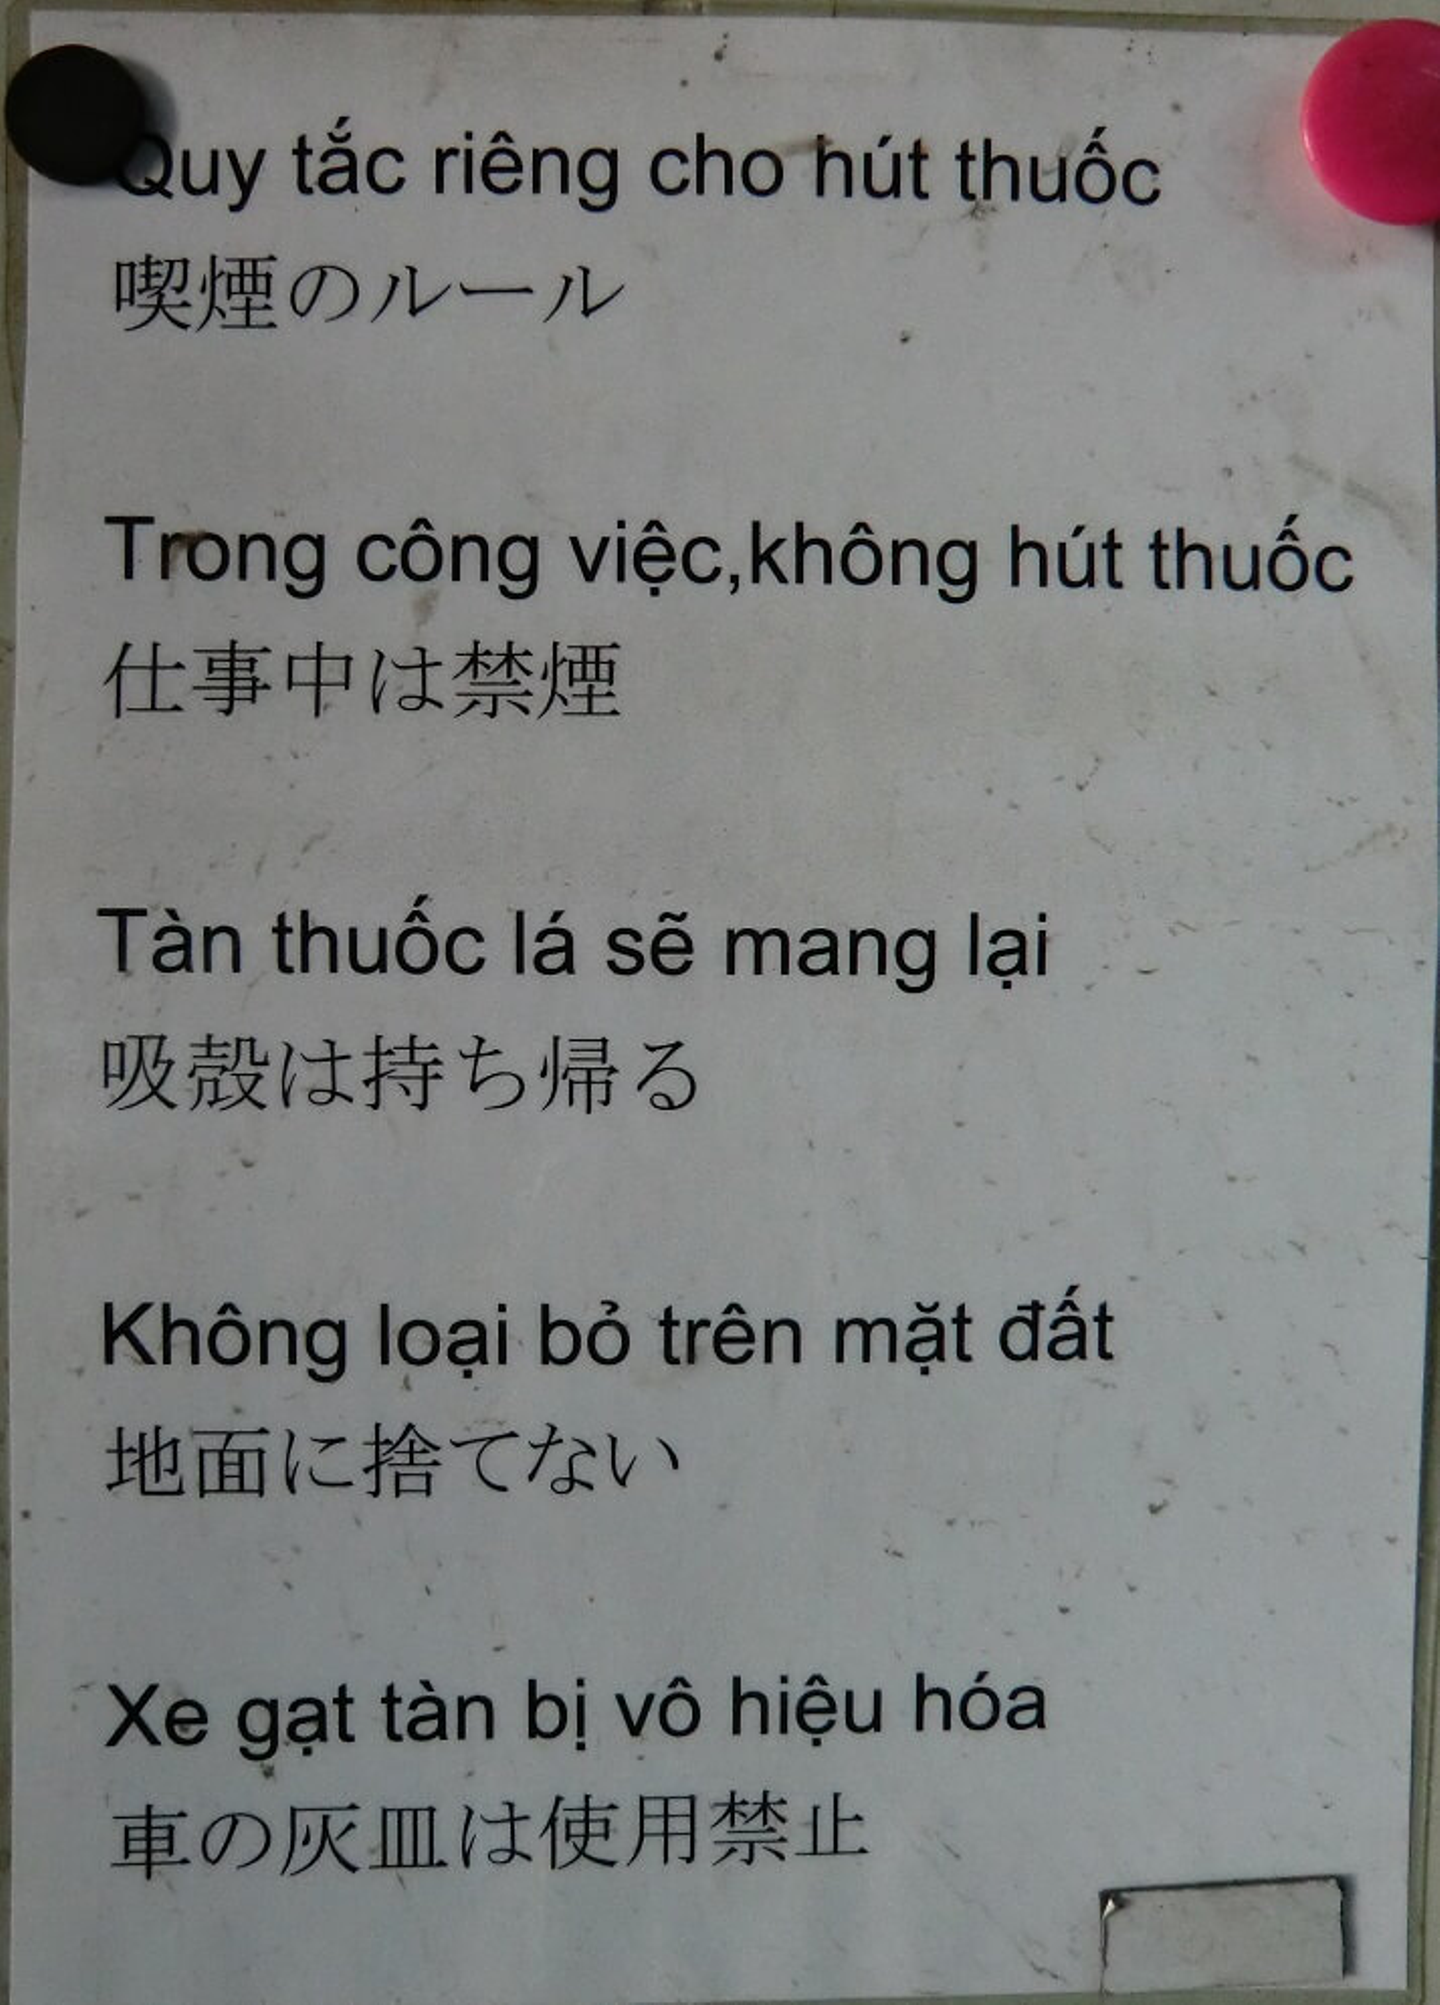 Quy tắc riêng cho hút thuốc
喫煙のルール
Trong công việc,không hút thuốc
仕事中は禁煙
Tàn thuốc lá sẽ mang lại
吸殻は持ち帰る
Không loại bỏ trên mặt đất
地面に捨てない
Xe gạt tàn bị vô hiệu hóa
車の灰皿は使用禁止